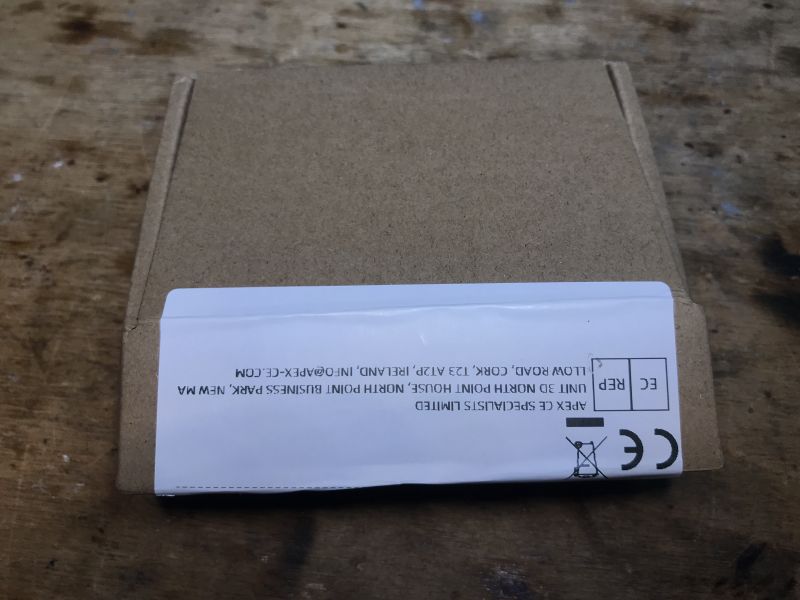 CE
EC REP
APEX CE SPECIALISTS LIMITED
UNIT 3D NORTH POINT HOUSE, NORTH POINT BUSINESS PARK, NEW MA
LLOW ROAD, CORK, T23 AT2P, IRELAND, INFO@APEX-CE.COM